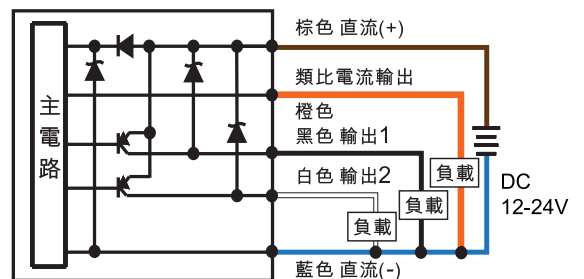 棕色 直流(+)
類比電流輸出
橙色
主電路
黑色 輸出1
負載
白色 輸出2
負載
負載
DC
12-24V
藍色 直流(-)